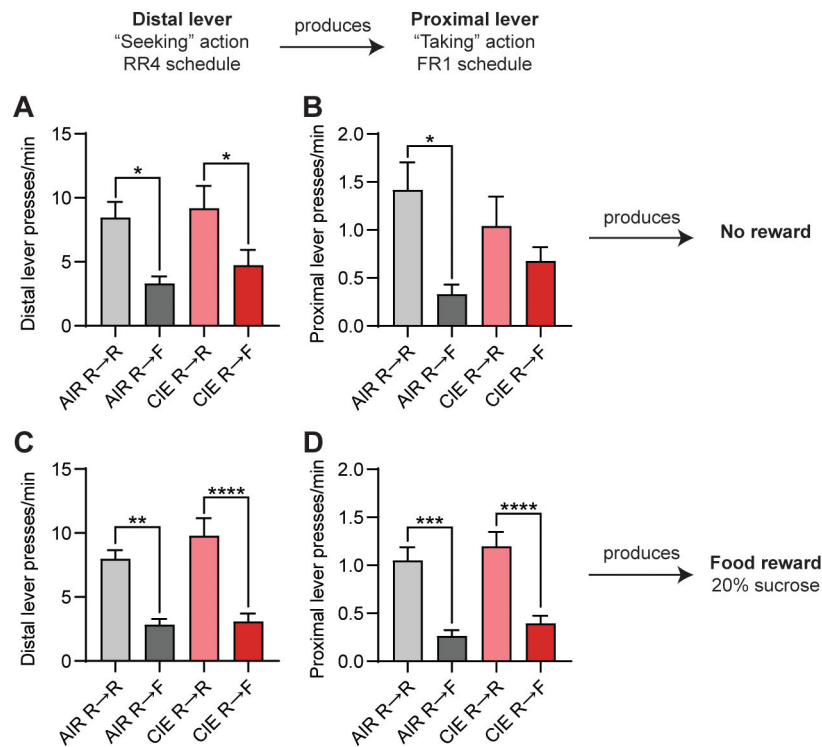 Distal lever
“Seeking” action
RR4 schedule
produces
Proximal lever
“Taking” action
FR1 schedule
A
Distal lever presses/min
15
10
5
0
*
*
AIR R→R
AIR R→F
CIE R→R
CIE R→F
B
Proximal lever presses/min
2.0
1.5
1.0
0.5
0.0
*
AIR R→R
AIR R→F
CIE R→R
CIE R→F
produces
No reward
C
Distal lever presses/min
15
10
5
0
**
****
AIR R→R
AIR R→F
CIE R→R
CIE R→F
D
Proximal lever presses/min
2.0
1.5
1.0
0.5
0.0
***
****
AIR R→R
AIR R→F
CIE R→R
CIE R→F
produces
Food reward
20% sucrose